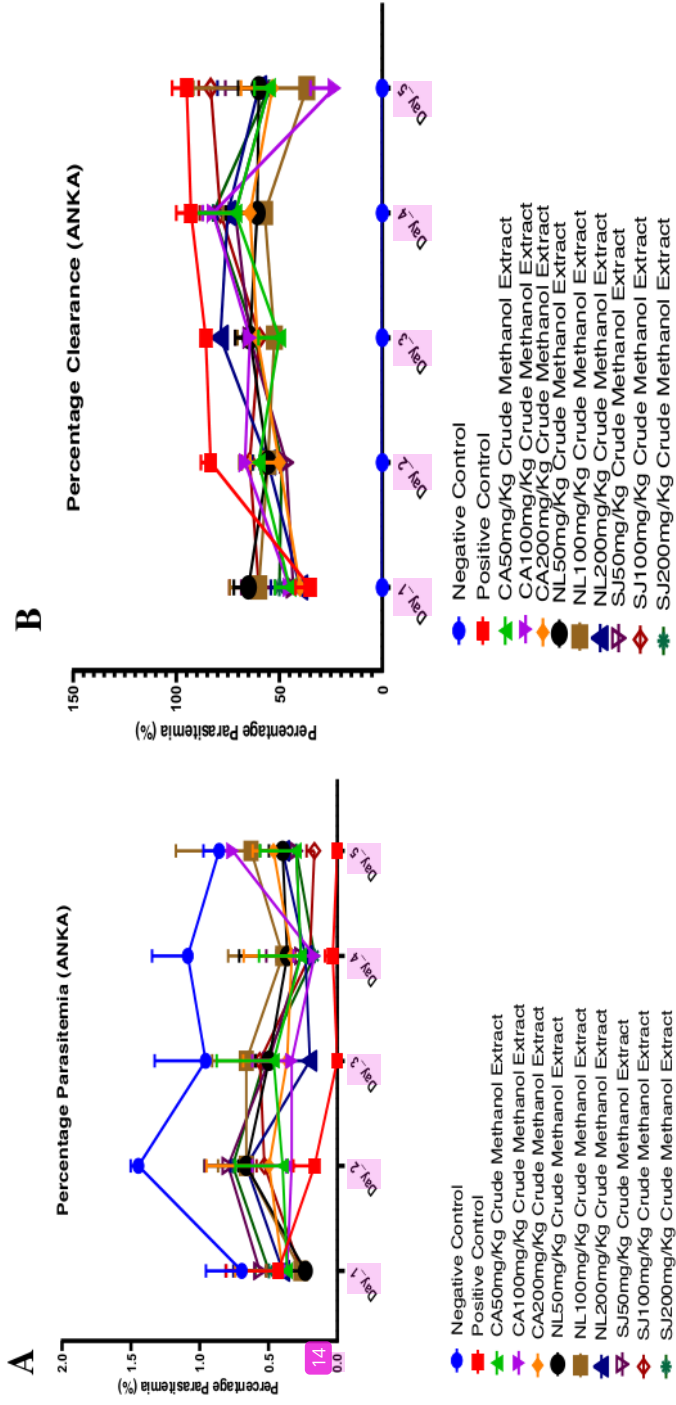 A
Percentage Parasitemia (ANKA)
Percentage Parasitemia (%)
2.0
1.5
1.0
0.5
0.0
14
Day_1
Day_2
Day_3
Day_4
Day_5
Negative Control
Positive Control
CA50mg/Kg Crude Methanol Extract
CA100mg/Kg Crude Methanol Extract
CA200mg/Kg Crude Methanol Extract
NL50mg/Kg Crude Methanol Extract
NL100mg/Kg Crude Methanol Extract
NL200mg/Kg Crude Methanol Extract
SJ50mg/Kg Crude Methanol Extract
SJ100mg/Kg Crude Methanol Extract
SJ200mg/Kg Crude Methanol Extract
B
Percentage Clearance (ANKA)
Percentage Parasitemia (%)
150
100
50
0
Day_1
Day_2
Day_3
Day_4
Day_5
Negative Control
Positive Control
CA50mg/Kg Crude Methanol Extract
CA100mg/Kg Crude Methanol Extract
CA200mg/Kg Crude Methanol Extract
NL50mg/Kg Crude Methanol Extract
NL100mg/Kg Crude Methanol Extract
NL200mg/Kg Crude Methanol Extract
SJ50mg/Kg Crude Methanol Extract
SJ100mg/Kg Crude Methanol Extract
SJ200mg/Kg Crude Methanol Extract